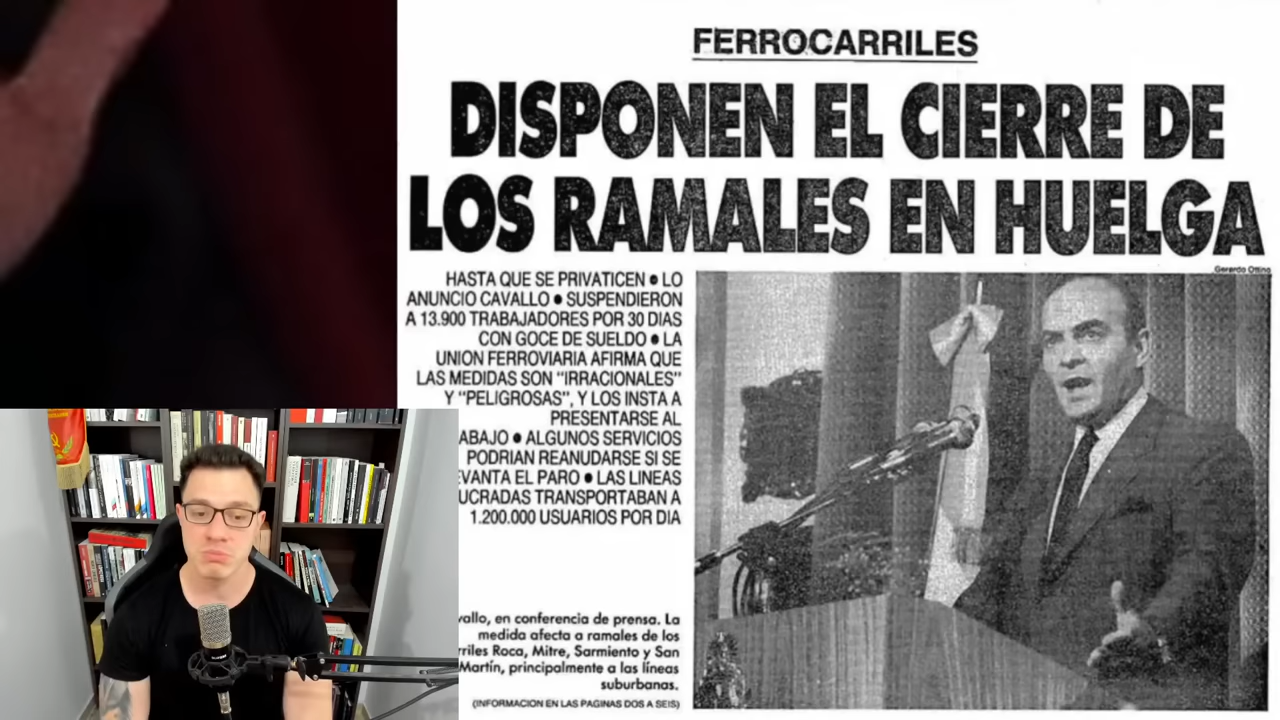 FERROCARRILES
DISPONEN EL CIERRE DE
LOS RAMALES EN HUELGA
Gerardo Ottino
HASTA QUE SE PRIVATICEN ● LO
ANUNCIO CAVALLO ● SUSPENDIERON
A 13.900 TRABAJADORES POR 30 DIAS
CON GOCE DE SUELDO ● LA
UNION FERROVIARIA AFIRMA QUE
LAS MEDIDAS SON "IRRACIONALES"
Y "PELIGROSAS", Y LOS INSTA A
PRESENTARSE AL
ABAJO ● ALGUNOS SERVICIOS
PODRIAN REANUDARSE SI SE
EVANTA EL PARO ● LAS LINEAS
UCRADAS TRANSPORTABAN A
1.200.000 USUARIOS POR DIA
vallo, en conferencia de prensa. La
medida afecta a ramales de los
rriles Roca, Mitre, Sarmiento y San
Martín, principalmente a las líneas
suburbanas.
(INFORMACION EN LAS PAGINAS DOS A SEIS)